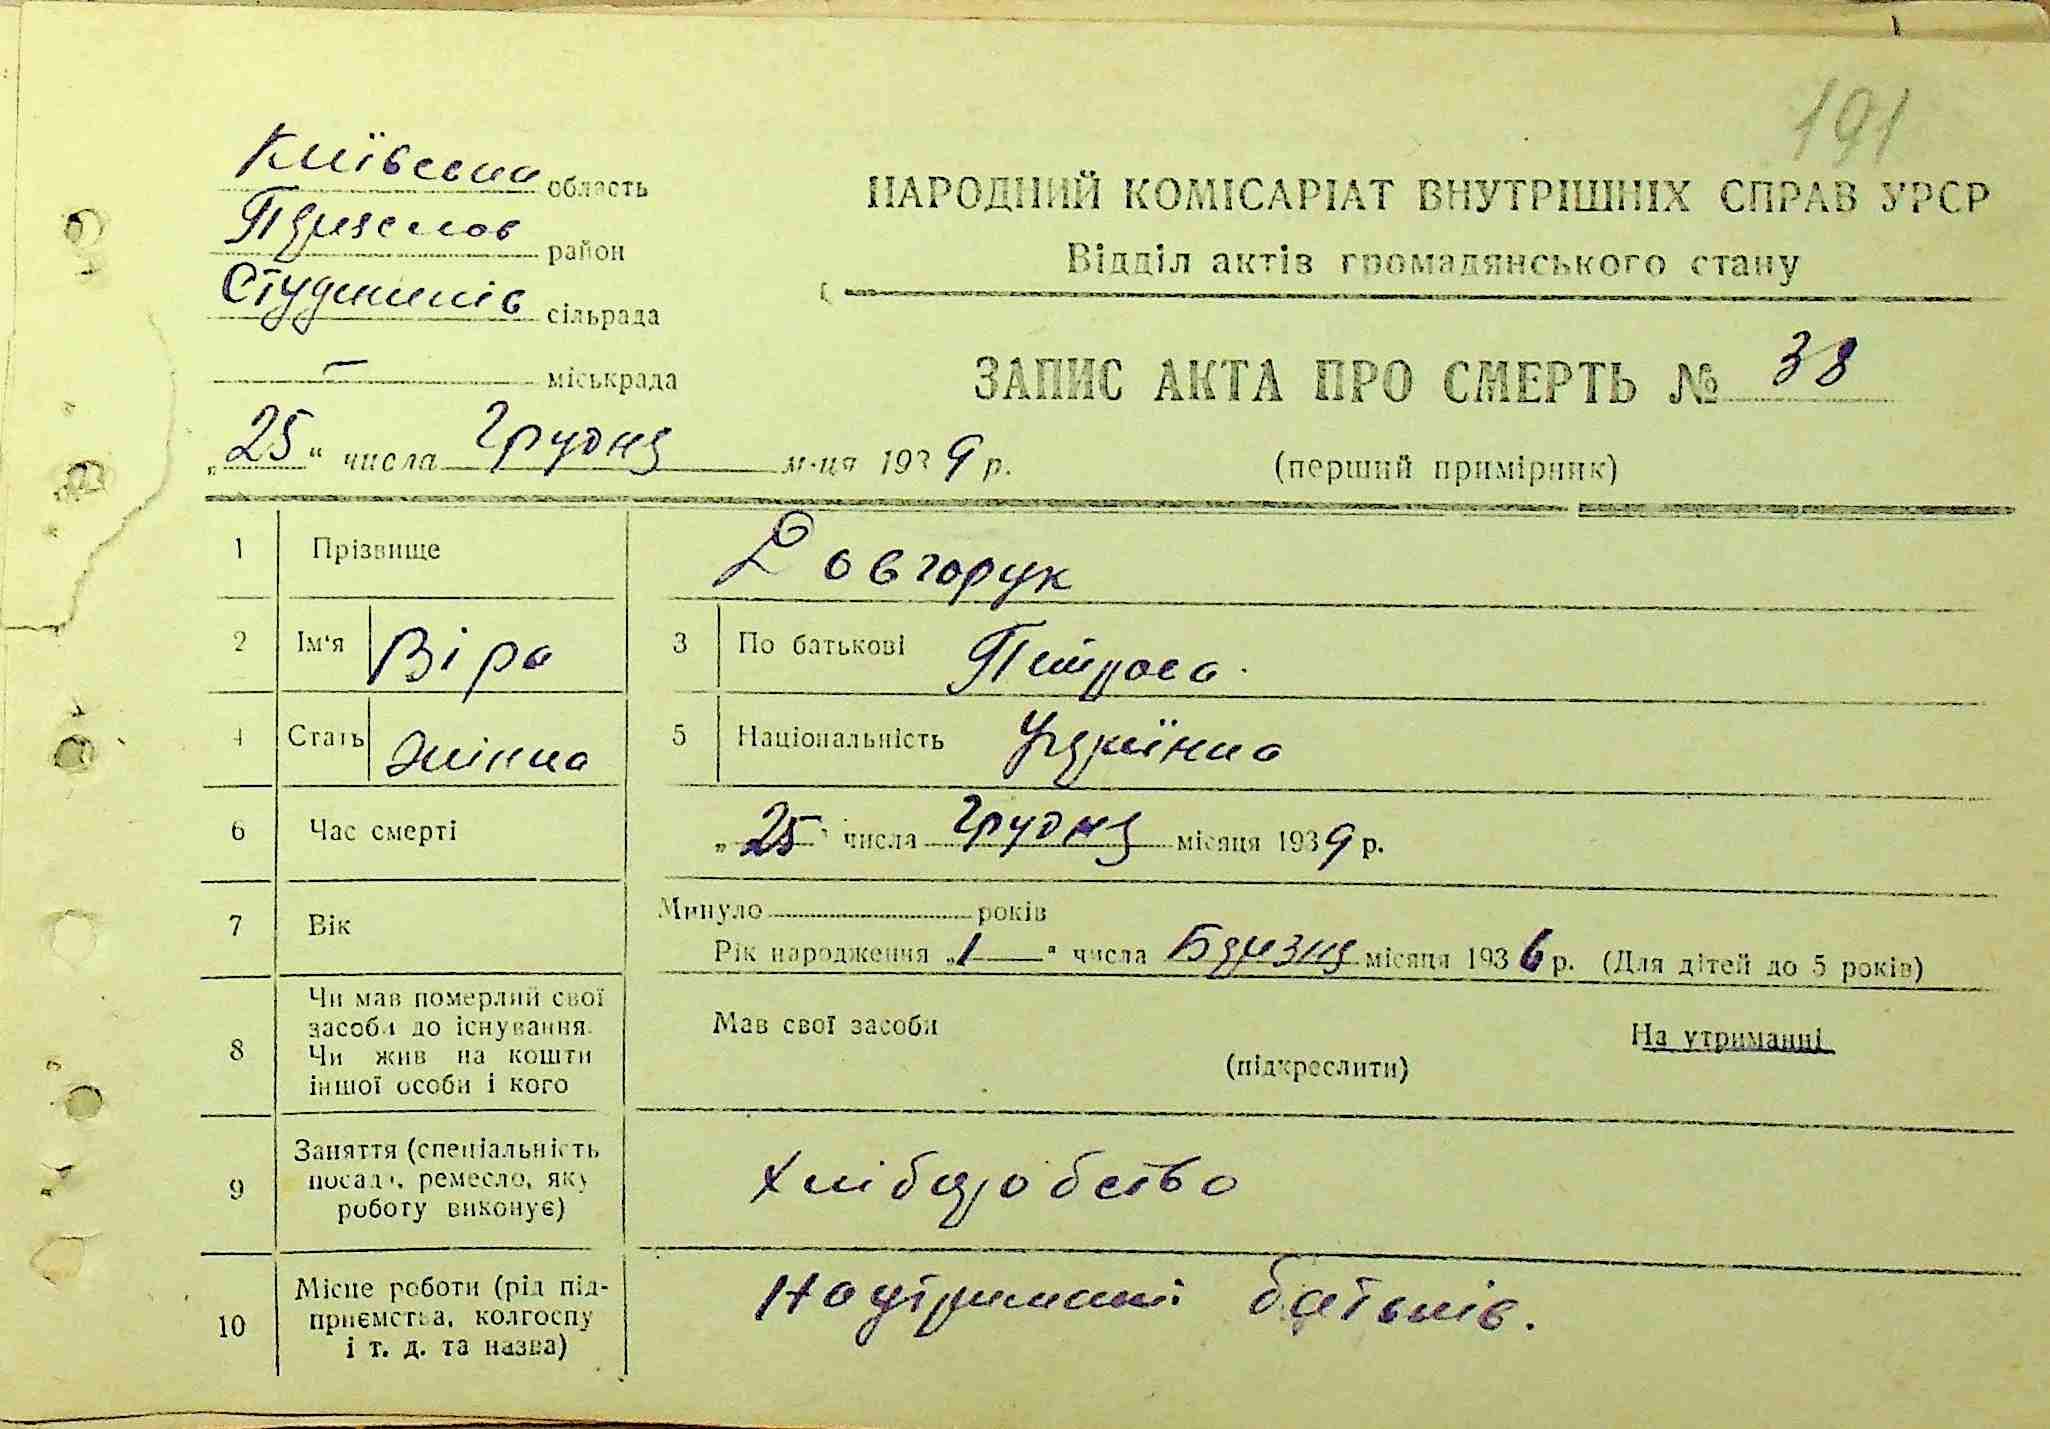 191
Київська область
Переяслов район
Студеників сільрада
— міськрада
НАРОДНИЙ КОМІСАРІАТ ВНУТРІШНІХ СПРАВ УРСР
Відділ актів громадянського стану
ЗАПИС АКТА ПРО СМЕРТЬ № 38
(перший примірник)
„25“ числа Грудня м-ця 1939 р.
1 Прізвище Довгорук
2 Ім'я Віра 3 По батькові
4 Стать жіноча 5 Національність Українка
6 Час смерті „25“ числа Грудня місяця 1939 р.
7 Вік Минуло років
Рік народження „1“ числа Березня місяця 1936 р. (Для дітей до 5 років)
8 Чи мав померлий свої
засоби до існування.
Чи жив на кошти
іншої особи і кого
Мав свої засоби На утриманні
(підкреслити)
9 Заняття (спеціальність
посада, ремесло, яку
роботу виконує)
Хліборобство
10 Місце роботи (рід під-
приємства, колгоспу
і т. д. та назва)
На утриманні батьків.